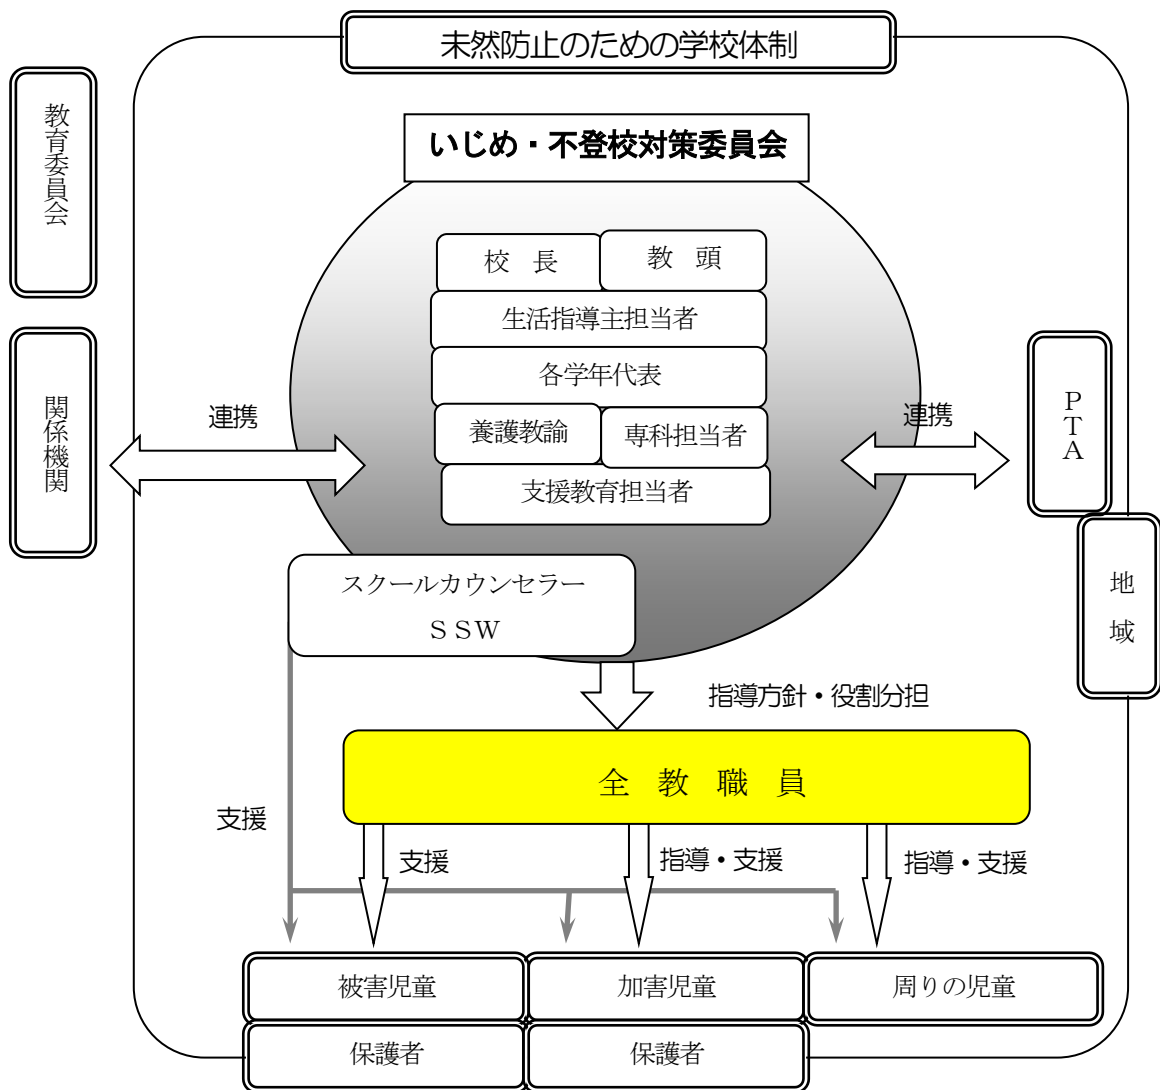 未然防止のための学校体制
教育委員会
いじめ・不登校対策委員会
校　長
教　頭
生活指導主担当者
各学年代表
養護教諭
専科担当者
支援教育担当者
関係機関
連携
連携
ＰＴＡ
地域
スクールカウンセラー
ＳＳＷ
指導方針・役割分担
全　教　職　員
支援
支援
指導・支援
指導・支援
被害児童
加害児童
周りの児童
保護者
保護者